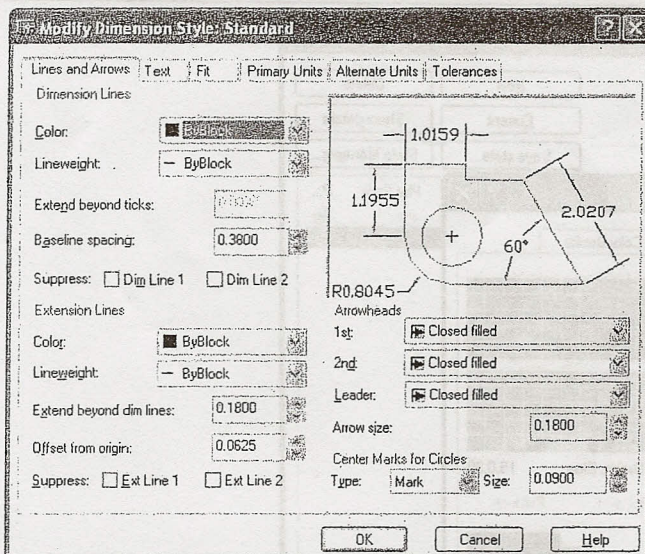 Modify Dimension Style: Standard
Lines and Arrows Text Fit Primary Units Alternate Units Tolerances
Dimension Lines
Color: ByBlock
Lineweight: ByBlock
Extend beyond ticks:
Baseline spacing: 0.3800
Suppress: Dim Line 1 Dim Line 2
Extension Lines
Color: ByBlock
Lineweight: ByBlock
Extend beyond dim lines: 0.1800
Offset from origin: 0.0625
Suppress: Ext Line 1 Ext Line 2
1.0159
1.1955
2.0207
60°
R0.8045
Arrowheads
1st: Closed filled
2nd: Closed filled
Leader: Closed filled
Arrow size: 0.1800
Center Marks for Circles
Type: Mark Size: 0.0900
OK Cancel Help